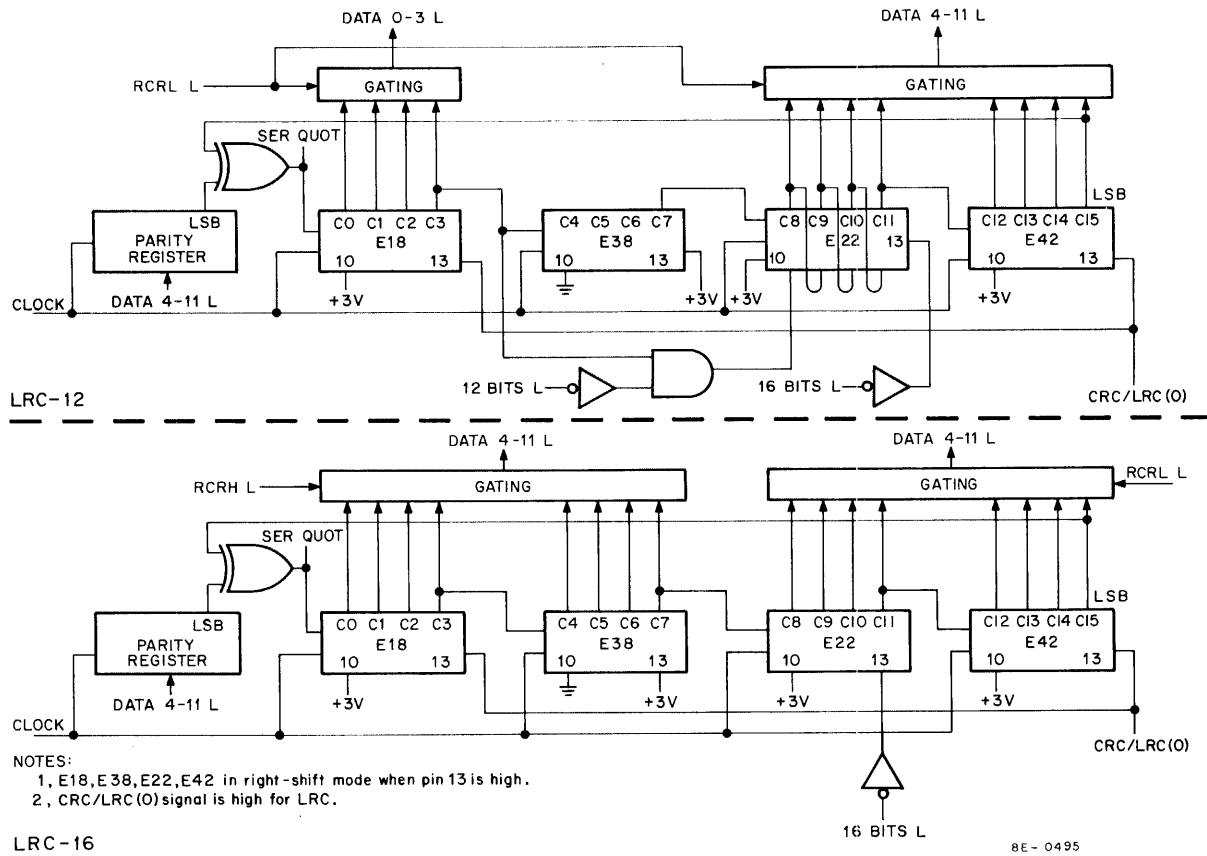 DATA 0-3 L
DATA 4-11 L
RCRL L
GATING
GATING
SER QUOT
LSB
PARITY
REGISTER
DATA 4-11 L
C0 C1 C2 C3
E18
10 13
+3V
C4 C5 C6 C7
E38
10 13
+3V
C8 C9 C10 C11
E22
10 13
+3V
LSB
C12 C13 C14 C15
E42
10 13
+3V
CLOCK
12 BITS L
16 BITS L
CRC/LRC(0)
LRC-12
DATA 4-11 L
DATA 4-11 L
RCRH L
GATING
GATING
RCRL L
SER QUOT
LSB
PARITY
REGISTER
DATA 4-11 L
C0 C1 C2 C3
E18
10 13
+3V
C4 C5 C6 C7
E38
10 13
+3V
C8 C9 C10 C11
E22
10 13
+3V
LSB
C12 C13 C14 C15
E42
10 13
+3V
CLOCK
CRC/LRC(0)
16 BITS L
NOTES:
1, E18,E38,E22,E42 in right-shift mode when pin 13 is high.
2, CRC/LRC(0) signal is high for LRC.
LRC-16
8E-0495